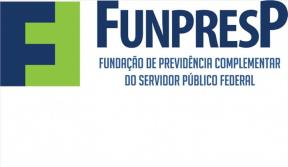 FUNPRESP
FUNDAÇÃO DE PREVIDÊNCIA COMPLEMENTAR
DO SERVIDOR PÚBLICO FEDERAL